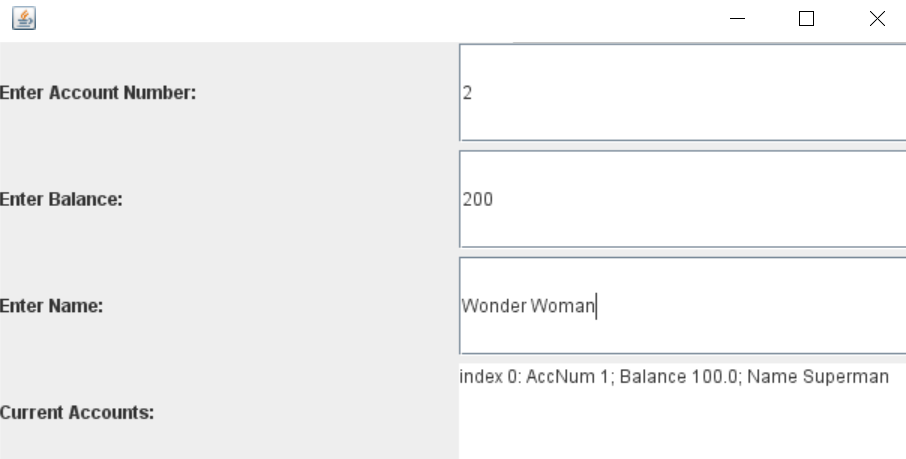 Enter Account Number:
2
Enter Balance:
200
Enter Name:
Wonder Woman
Current Accounts:
index 0: AccNum 1; Balance 100.0; Name Superman